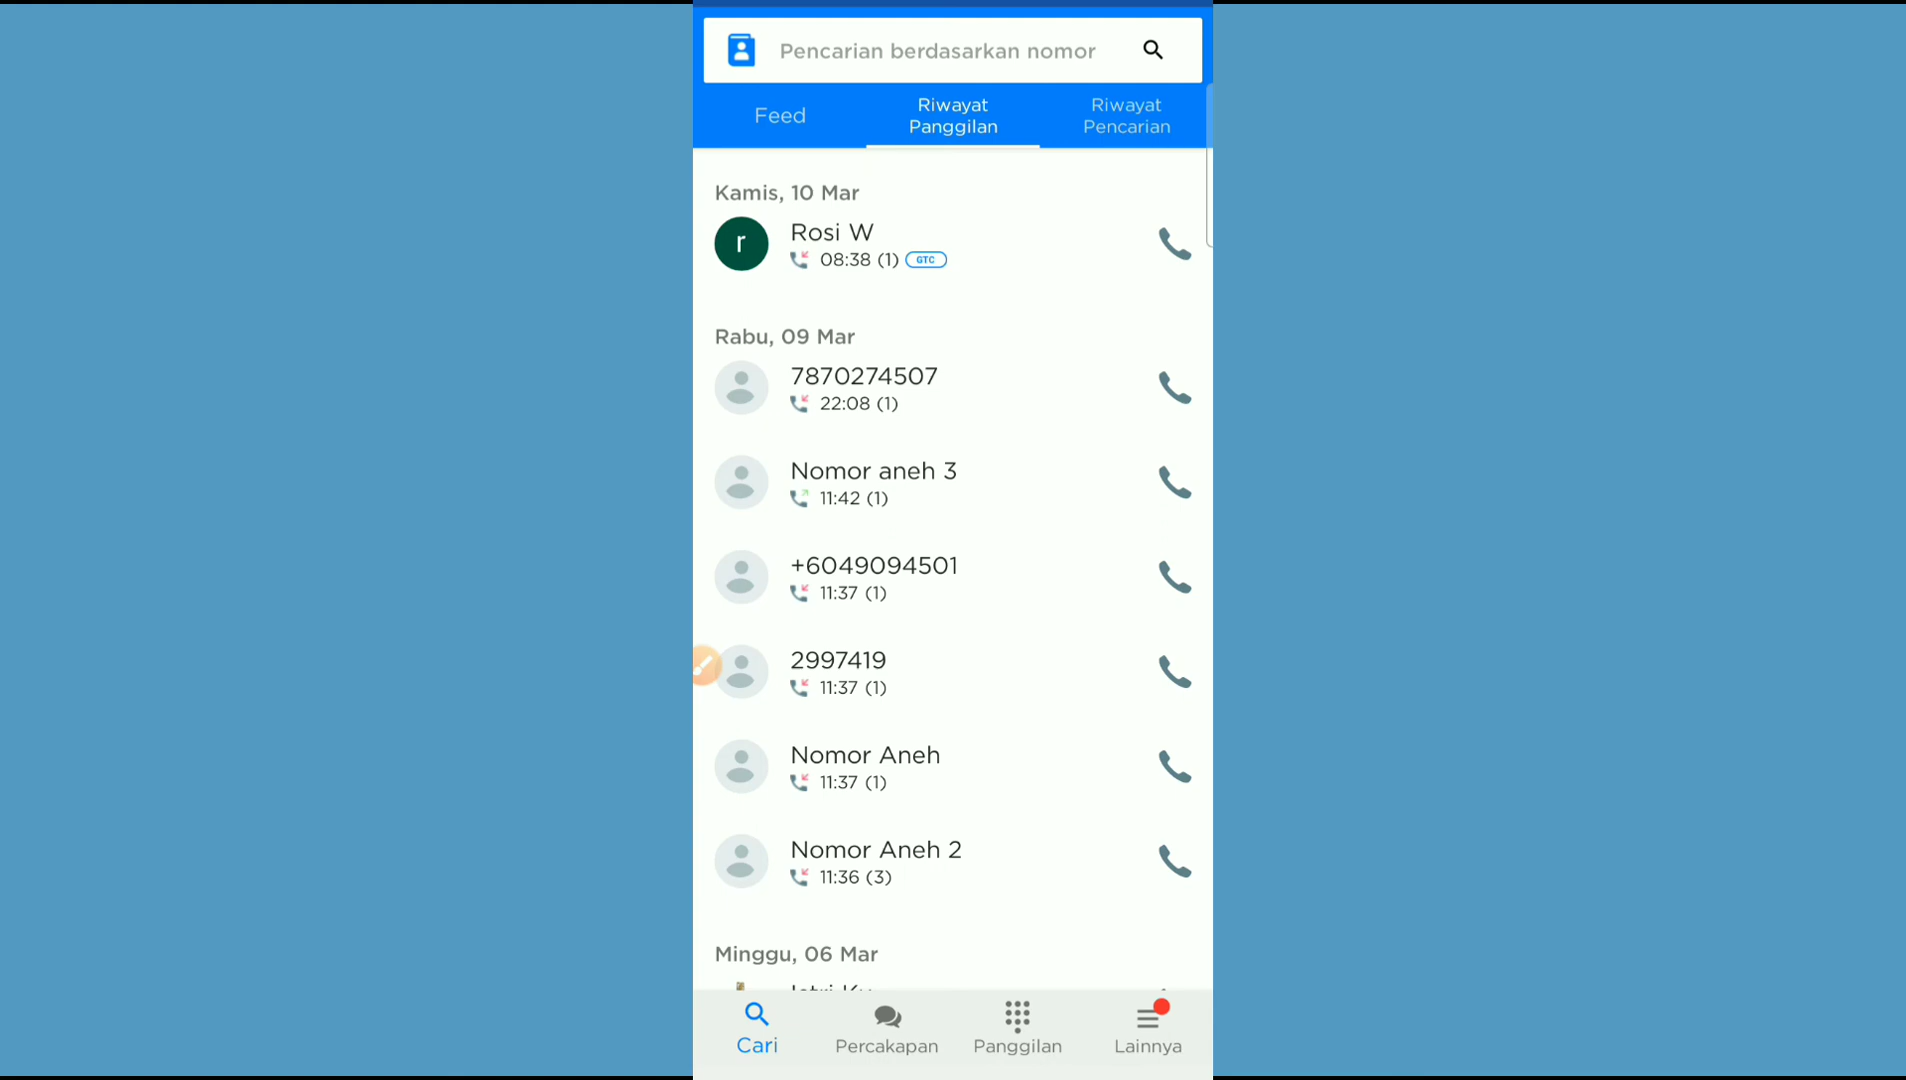 Pencarian berdasarkan nomor
Feed
Riwayat
Panggilan
Riwayat
Pencarian
Kamis, 10 Mar
r
Rosi W
08:38 (1) GTC
Rabu, 09 Mar
7870274507
22:08 (1)
Nomor aneh 3
11:42 (1)
+6049094501
11:37 (1)
2997419
11:37 (1)
Nomor Aneh
11:37 (1)
Nomor Aneh 2
11:36 (3)
Minggu, 06 Mar
Cari
Percakapan
Panggilan
Lainnya